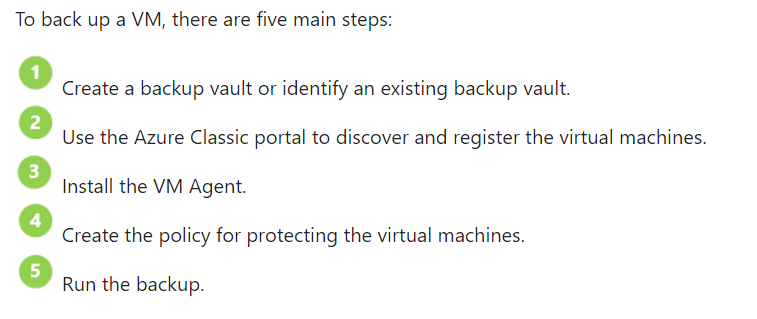 To back up a VM, there are five main steps:
1
Create a backup vault or identify an existing backup vault.
2
Use the Azure Classic portal to discover and register the virtual machines.
3
Install the VM Agent.
4
Create the policy for protecting the virtual machines.
5
Run the backup.